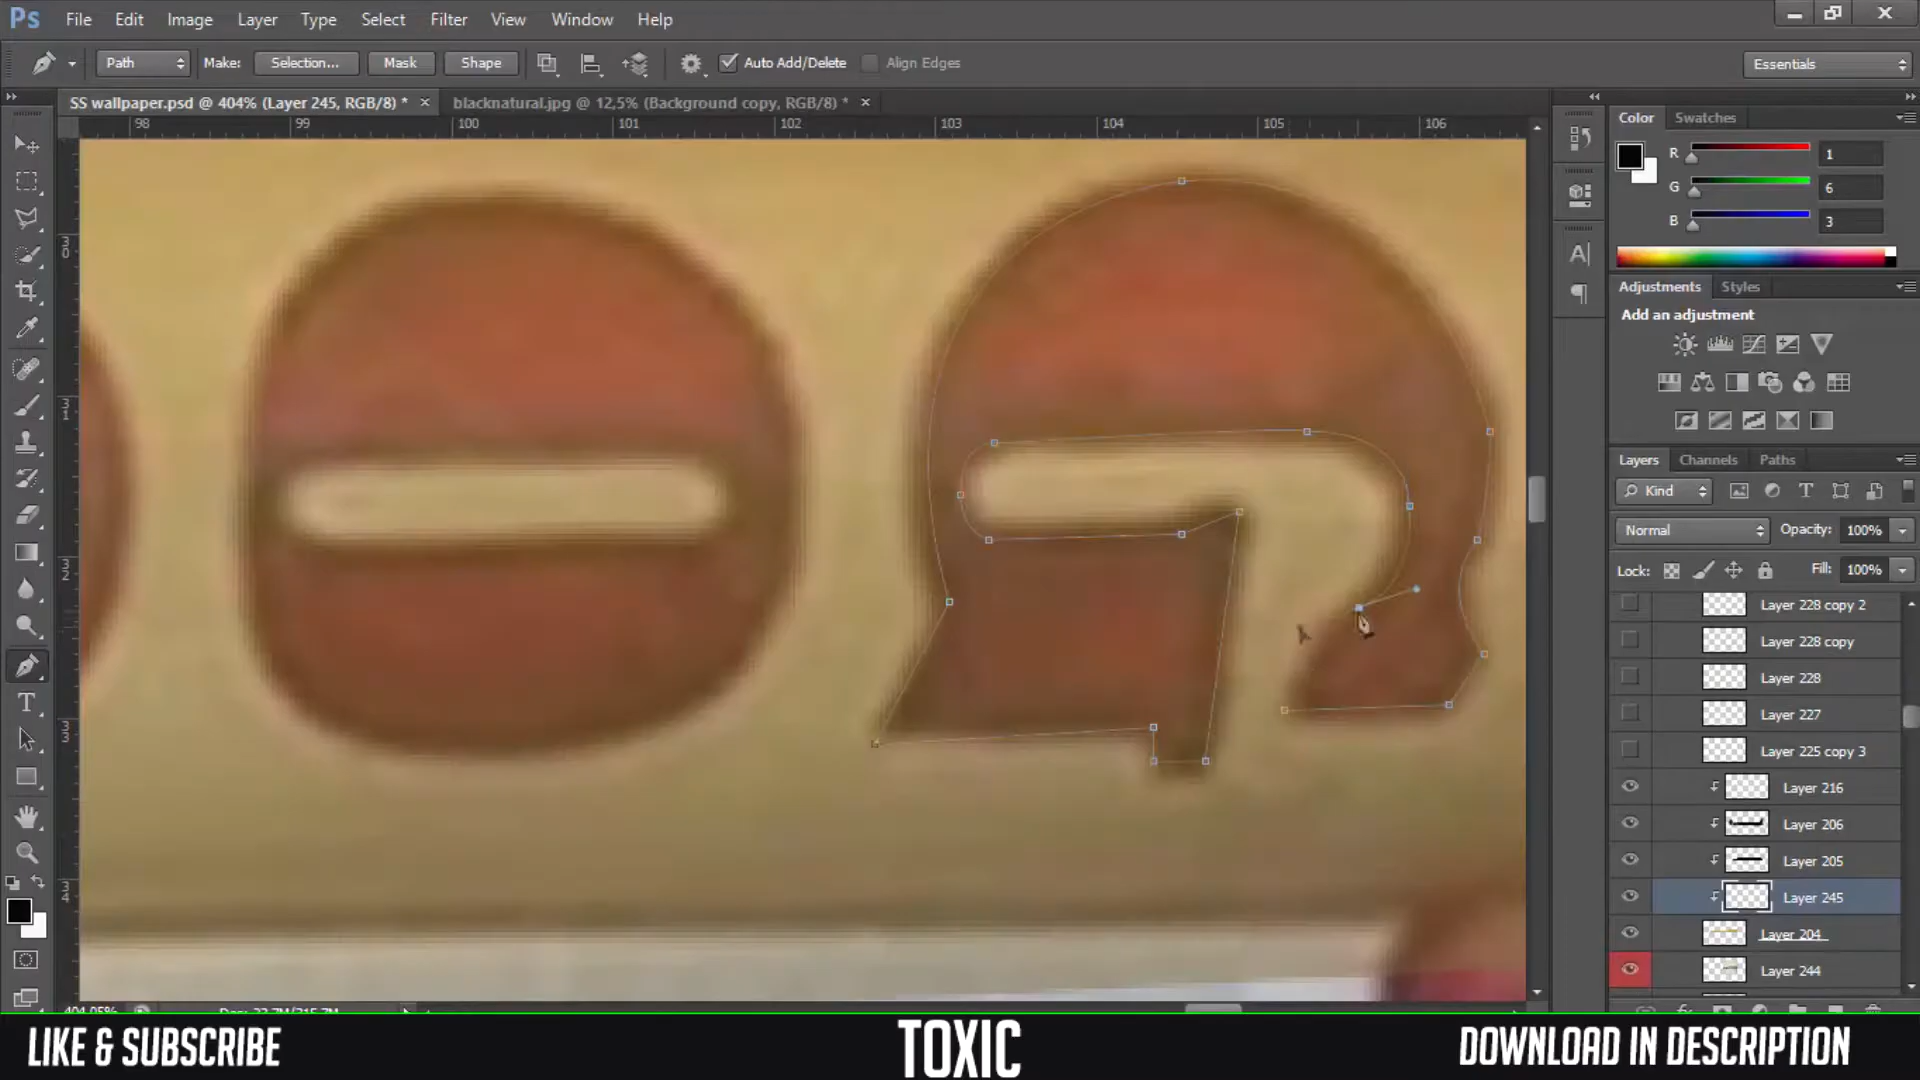 Ps File Edit Image Layer Type Select Filter View Window Help
Path Make: Selection... Mask Shape Auto Add/Delete Align Edges Essentials
SS wallpaper.psd @ 404% (Layer 245, RGB/8) * × blacknatural.jpg @ 12,5% (Background copy, RGB/8) * ×
98 99 100 101 102 103 104 105 106
30
31
32
33
34
Color Swatches
R 1
G 6
B 3
Adjustments Styles
Add an adjustment
Layers Channels Paths
Kind
Normal Opacity: 100%
Lock: Fill: 100%
Layer 228 copy 2
Layer 228 copy
Layer 228
Layer 227
Layer 225 copy 3
Layer 216
Layer 206
Layer 205
Layer 245
Layer 204
Layer 244
LIKE & SUBSCRIBE
TOXIC
DOWNLOAD IN DESCRIPTION